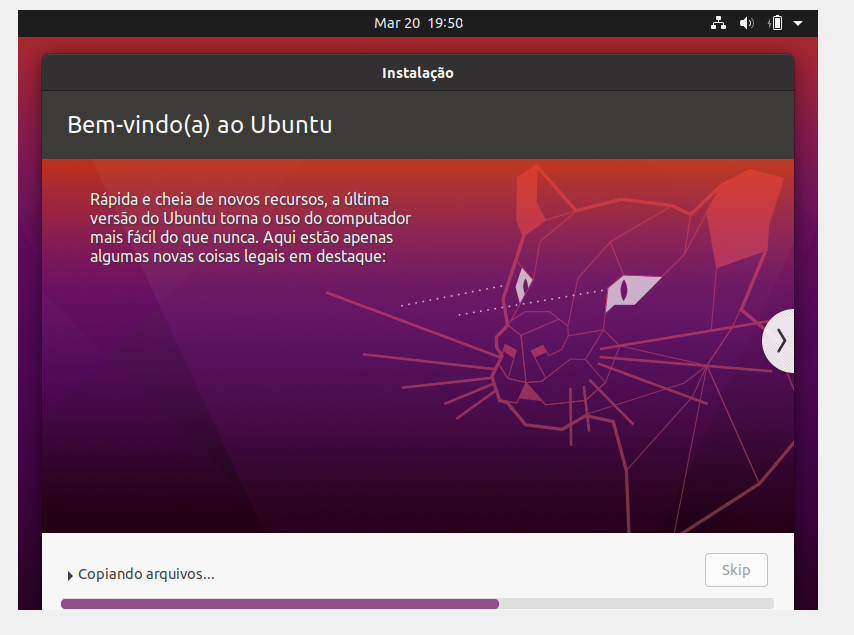 Mar 20 19:50
Instalação
Bem-vindo(a) ao Ubuntu
Rápida e cheia de novos recursos, a última
versão do Ubuntu torna o uso do computador
mais fácil do que nunca. Aqui estão apenas
algumas novas coisas legais em destaque:
Copiando arquivos...
Skip